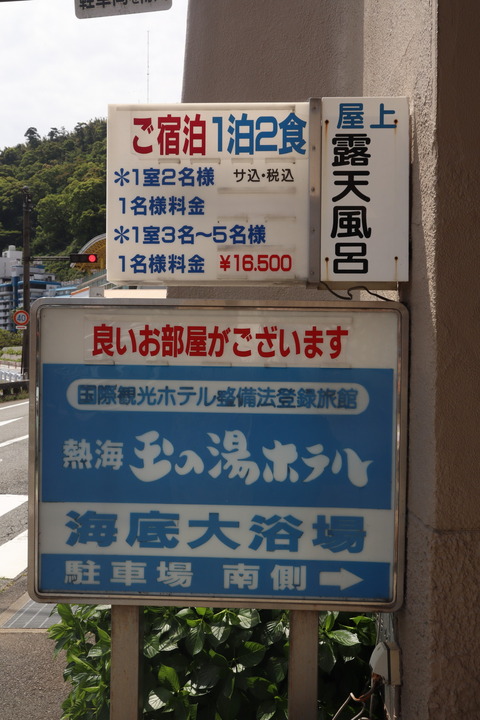 ご宿泊1泊2食
＊1室2名様 サ込・税込
1名様料金
＊1室3名〜5名様
1名様料金 ¥16.500
屋上
露天風呂
良いお部屋がございます
国際観光ホテル整備法登録旅館
熱海 玉の湯ホテル
海底大浴場
駐車場 南側 →